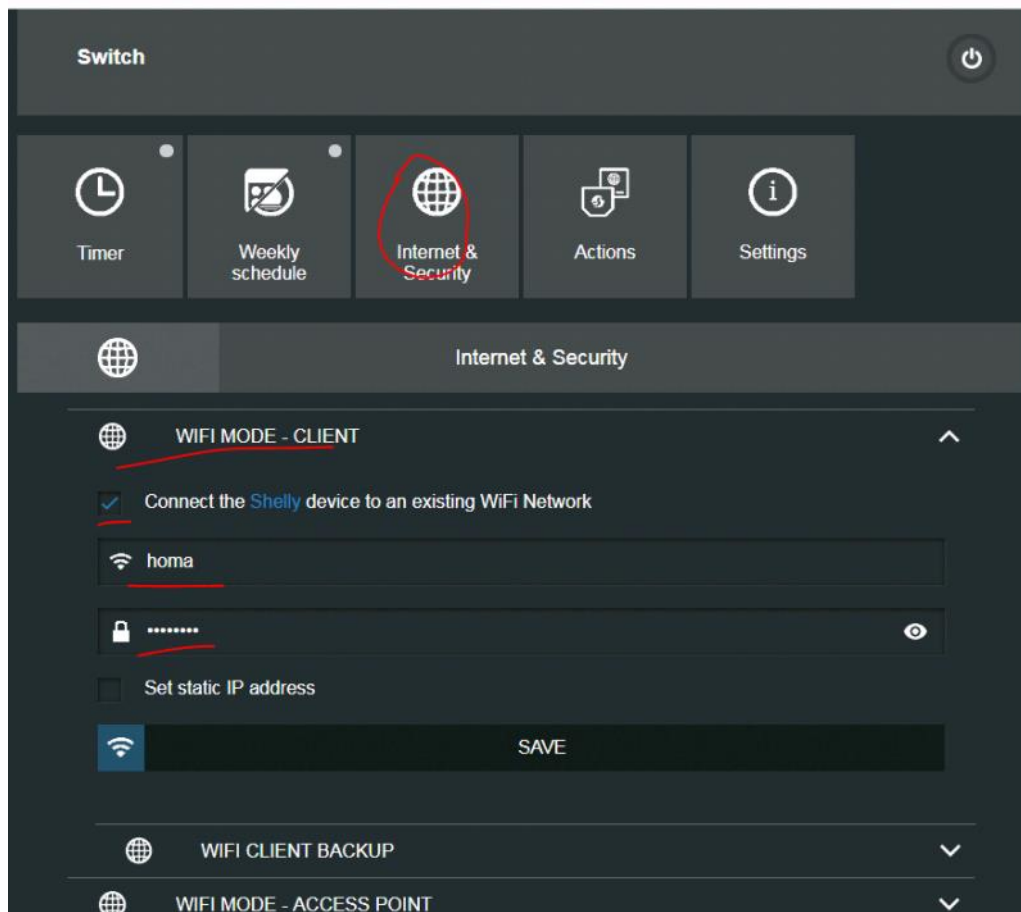 Switch
Timer
Weekly
schedule
Internet &
Security
Actions
Settings
Internet & Security
WIFI MODE - CLIENT
Connect the Shelly device to an existing WiFi Network
homa
••••••••
Set static IP address
SAVE
WIFI CLIENT BACKUP
WIFI MODE - ACCESS POINT